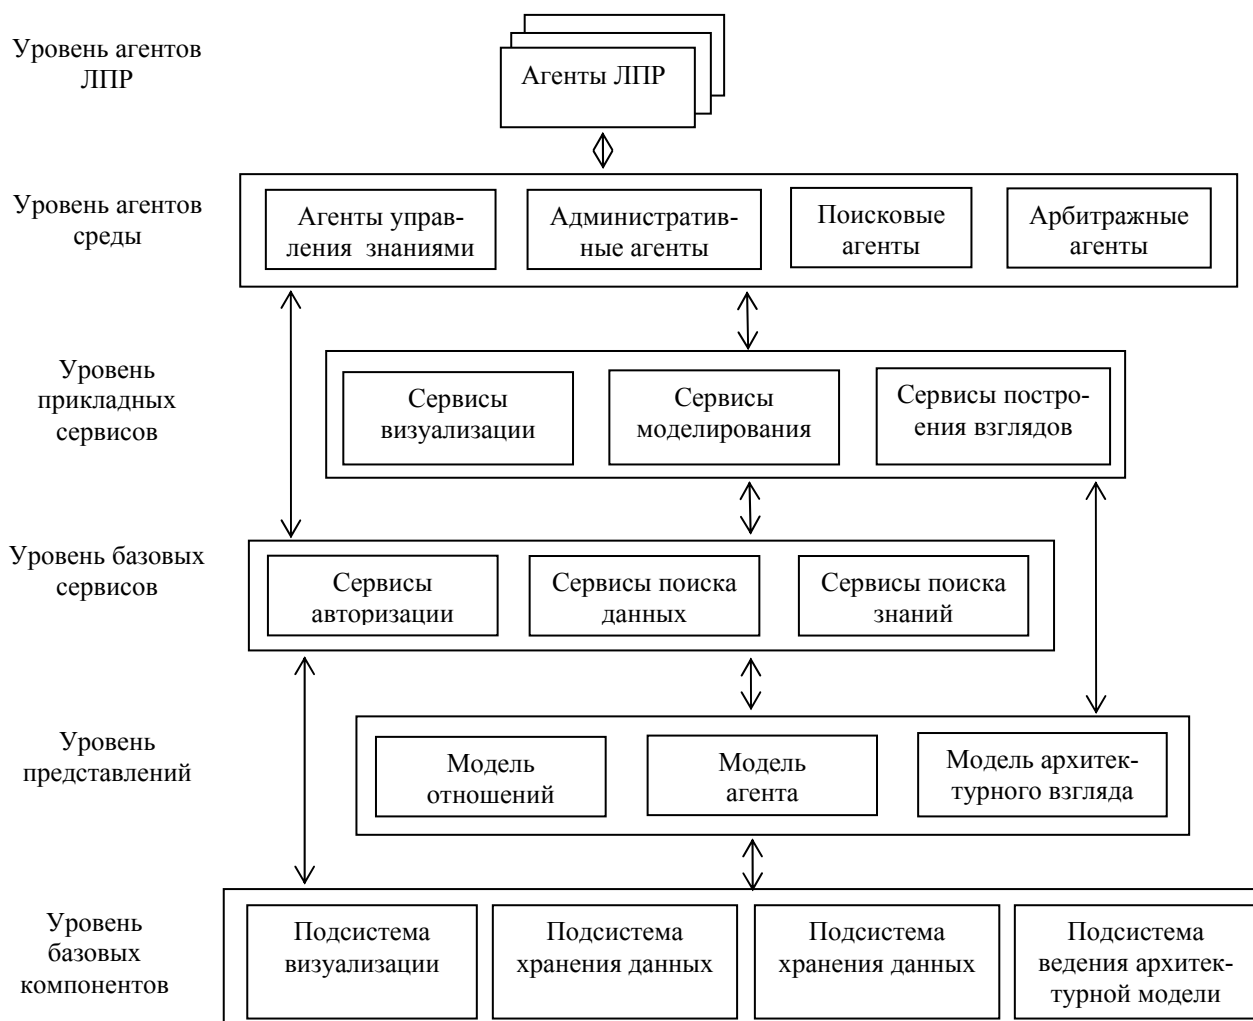 Уровень агентов
ЛПР
Агенты ЛПР
Уровень агентов
среды
Агенты управ-
ления знаниями
Административ-
ные агенты
Поисковые
агенты
Арбитражные
агенты
Уровень
прикладных
сервисов
Сервисы
визуализации
Сервисы
моделирования
Сервисы постро-
ения взглядов
Уровень базовых
сервисов
Сервисы
авторизации
Сервисы поиска
данных
Сервисы поиска
знаний
Уровень
представлений
Модель
отношений
Модель
агента
Модель архитек-
турного взгляда
Уровень
базовых
компонентов
Подсистема
визуализации
Подсистема
хранения данных
Подсистема
хранения данных
Подсистема
ведения архитек-
турной модели